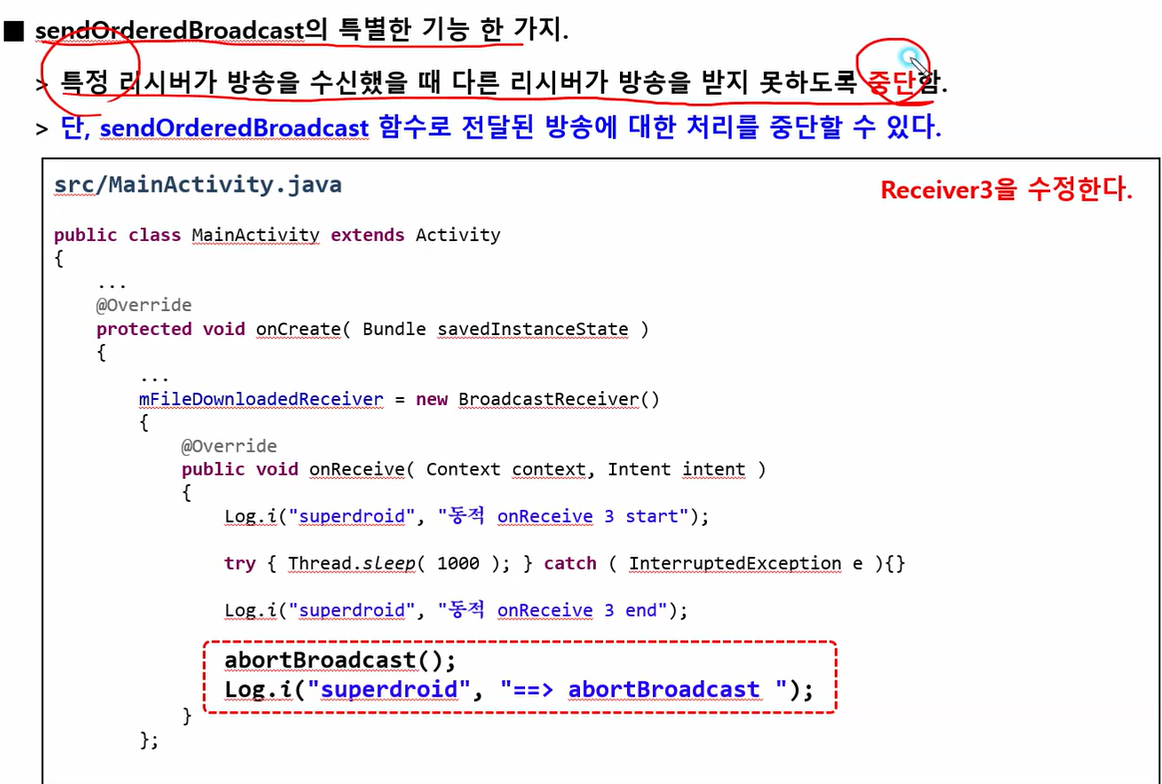 ■ sendOrderedBroadcast의 특별한 기능 한 가지.
> 특정 리시버가 방송을 수신했을 때 다른 리시버가 방송을 받지 못하도록 중단함.
> 단, sendOrderedBroadcast 함수로 전달된 방송에 대한 처리를 중단할 수 있다.
src/MainActivity.java
Receiver3을 수정한다.
public class MainActivity extends Activity
{
...
@Override
protected void onCreate( Bundle savedInstanceState )
{
...
mFileDownloadedReceiver = new BroadcastReceiver()
{
@Override
public void onReceive( Context context, Intent intent )
{
Log.i("superdroid", "동적 onReceive 3 start");
try { Thread.sleep( 1000 ); } catch ( InterruptedException e ){}
Log.i("superdroid", "동적 onReceive 3 end");
abortBroadcast();
Log.i("superdroid", "==> abortBroadcast ");
}
};